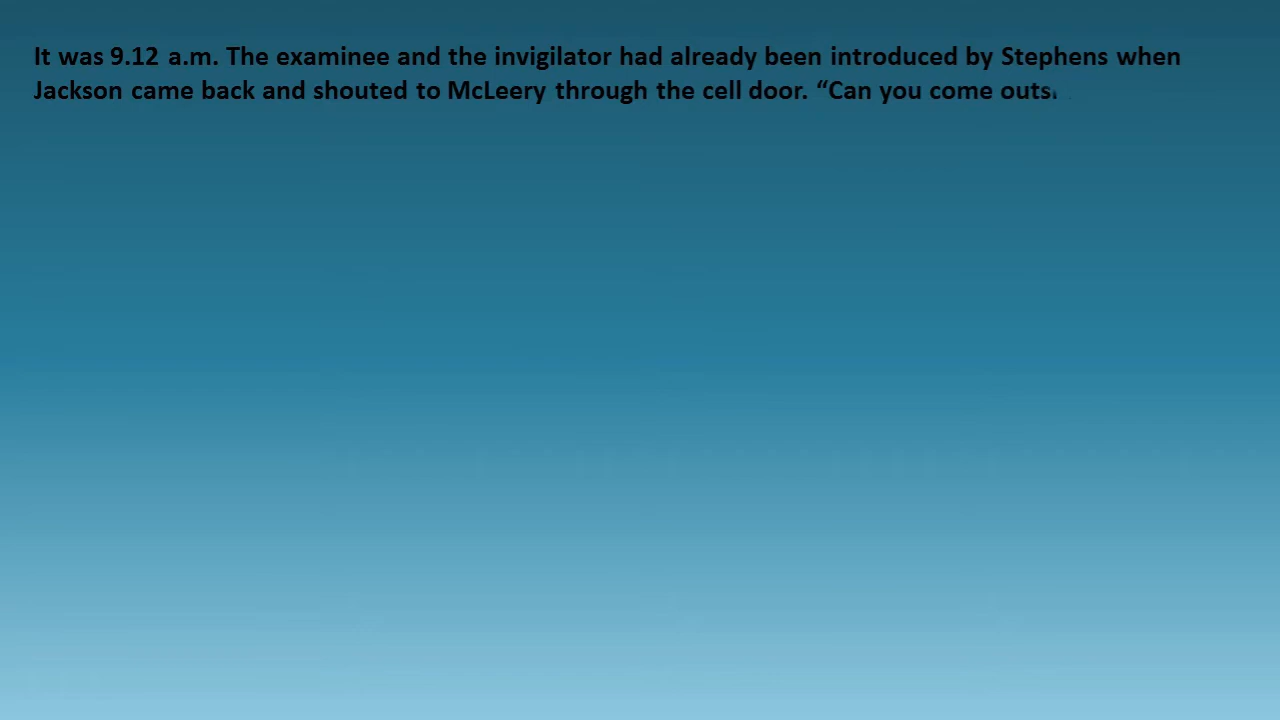 It was 9.12 a.m. The examinee and the invigilator had already been introduced by Stephens when
Jackson came back and shouted to McLeery through the cell door. “Can you come